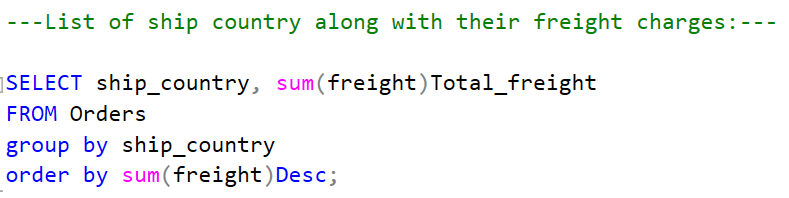 ---List of ship country along with their freight charges:---
SELECT ship_country, sum(freight)Total_freight
FROM Orders
group by ship_country
order by sum(freight)Desc;